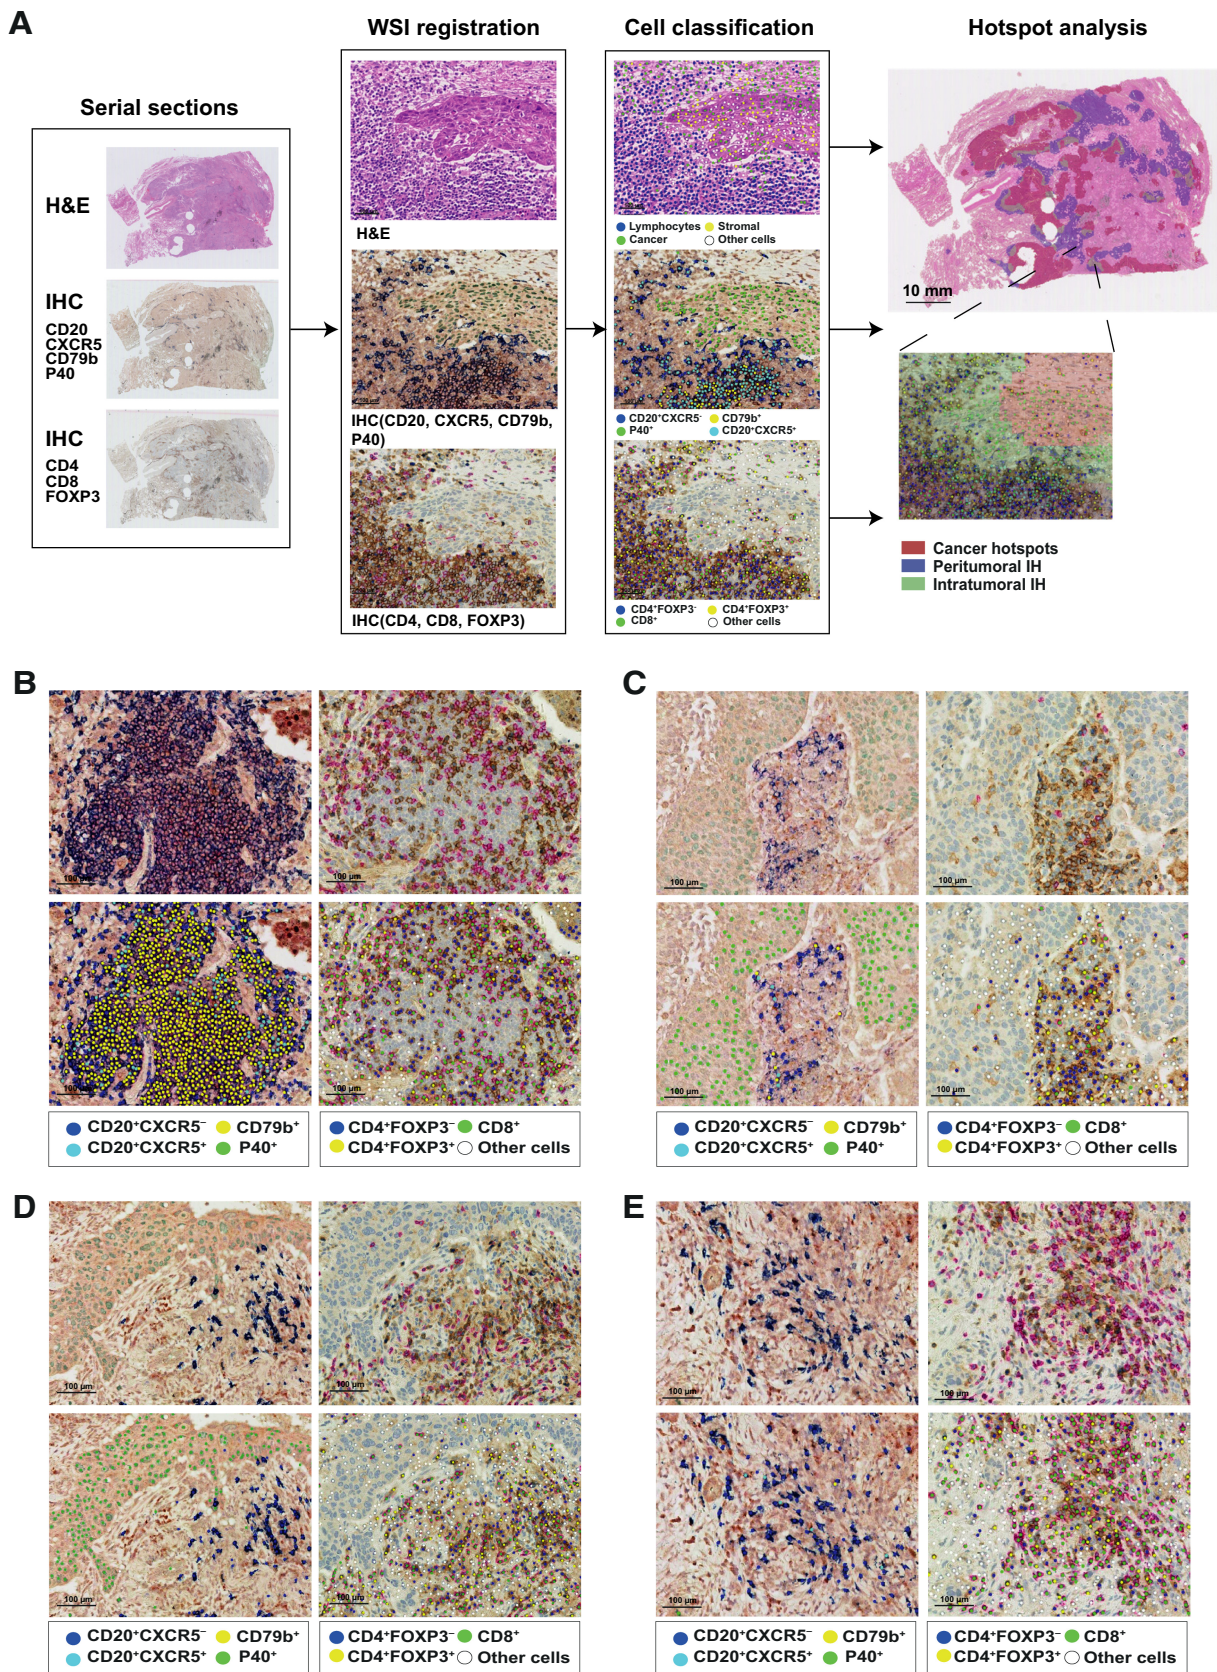 A
WSI registration
Cell classification
Hotspot analysis
Serial sections
H&E
IHC
CD20
CXCR5
CD79b
P40
IHC
CD4
CD8
FOXP3
H&E
IHC(CD20, CXCR5, CD79b,
P40)
IHC(CD4, CD8, FOXP3)
Lymphocytes Stromal
Cancer Other cells
CD20⁺CXCR5⁻ CD79b⁺
P40⁺ CD20⁺CXCR5⁺
CD4⁺FOXP3⁻ CD4⁺FOXP3⁺
CD8⁺ Other cells
10 mm
Cancer hotspots
Peritumoral IH
Intratumoral IH
B
100 µm
100 µm
100 µm
100 µm
CD20⁺CXCR5⁻ CD79b⁺
CD20⁺CXCR5⁺ P40⁺
CD4⁺FOXP3⁻ CD8⁺
CD4⁺FOXP3⁺ Other cells
C
100 µm
100 µm
100 µm
100 µm
CD20⁺CXCR5⁻ CD79b⁺
CD20⁺CXCR5⁺ P40⁺
CD4⁺FOXP3⁻ CD8⁺
CD4⁺FOXP3⁺ Other cells
D
100 µm
100 µm
100 µm
100 µm
CD20⁺CXCR5⁻ CD79b⁺
CD20⁺CXCR5⁺ P40⁺
CD4⁺FOXP3⁻ CD8⁺
CD4⁺FOXP3⁺ Other cells
E
100 µm
100 µm
100 µm
100 µm
CD20⁺CXCR5⁻ CD79b⁺
CD20⁺CXCR5⁺ P40⁺
CD4⁺FOXP3⁻ CD8⁺
CD4⁺FOXP3⁺ Other cells